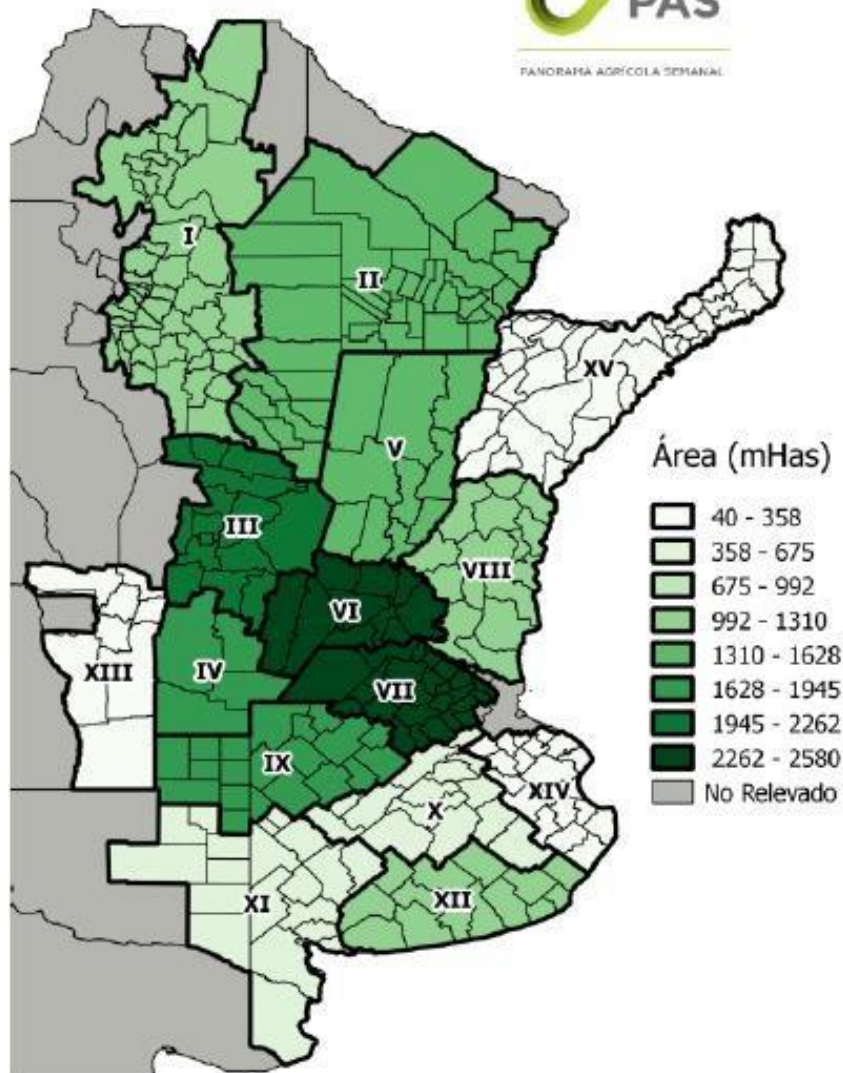 PAS
PANORAMA AGRÍCOLA SEMANAL
I
II
XV
V
III
VIII
VI
XIII
IV
VII
IX
XIV
X
XI
XII
Área (mHas)
40 - 358
358 - 675
675 - 992
992 - 1310
1310 - 1628
1628 - 1945
1945 - 2262
2262 - 2580
No Relevado